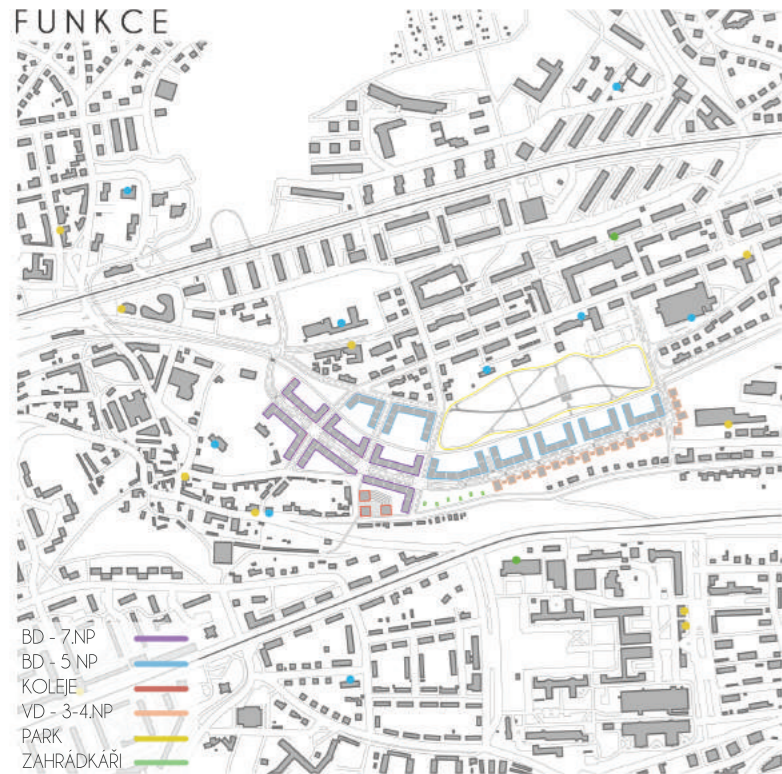 FUNKCE
BD - 7.NP
BD - 5 NP
KOLEJE
VD - 3-4.NP
PARK
ZAHRÁDKÁŘI